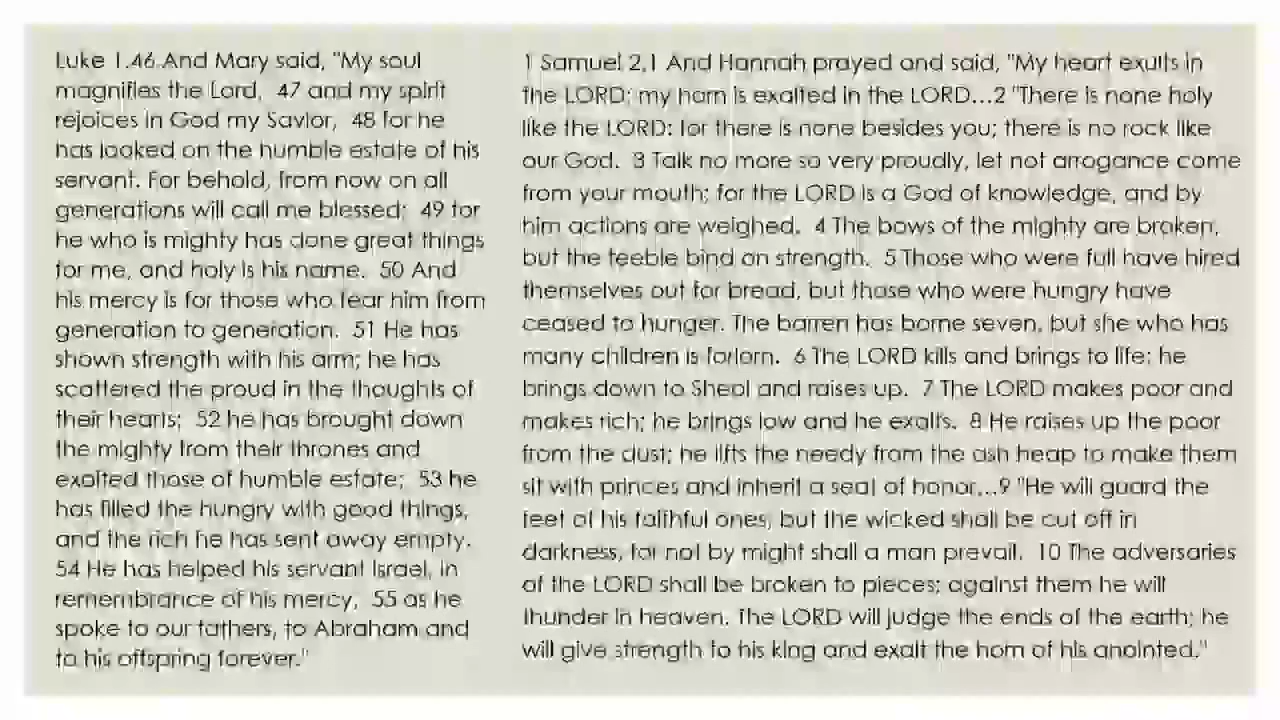 Luke 1.46 And Mary said, "My soul
magnifies the Lord, 47 and my spirit
rejoices in God my Savior, 48 for he
has looked on the humble estate of his
servant. For behold, from now on all
generations will call me blessed; 49 for
he who is mighty has done great things
for me, and holy is his name. 50 And
his mercy is for those who fear him from
generation to generation. 51 He has
shown strength with his arm; he has
scattered the proud in the thoughts of
their hearts; 52 he has brought down
the mighty from their thrones and
exalted those of humble estate; 53 he
has filled the hungry with good things,
and the rich he has sent away empty.
54 He has helped his servant Israel, in
remembrance of his mercy, 55 as he
spoke to our fathers, to Abraham and
to his offspring forever."
1 Samuel 2.1 And Hannah prayed and said, "My heart exults in
the LORD; my horn is exalted in the LORD...2 "There is none holy
like the LORD: for there is none besides you; there is no rock like
our God. 3 Talk no more so very proudly, let not arrogance come
from your mouth; for the LORD is a God of knowledge, and by
him actions are weighed. 4 The bows of the mighty are broken,
but the feeble bind on strength. 5 Those who were full have hired
themselves out for bread, but those who were hungry have
ceased to hunger. The barren has borne seven, but she who has
many children is forlorn. 6 The LORD kills and brings to life; he
brings down to Sheol and raises up. 7 The LORD makes poor and
makes rich; he brings low and he exalts. 8 He raises up the poor
from the dust; he lifts the needy from the ash heap to make them
sit with princes and inherit a seat of honor...9 "He will guard the
feet of his faithful ones, but the wicked shall be cut off in
darkness, for not by might shall a man prevail. 10 The adversaries
of the LORD shall be broken to pieces; against them he will
thunder in heaven. The LORD will judge the ends of the earth; he
will give strength to his king and exalt the horn of his anointed."